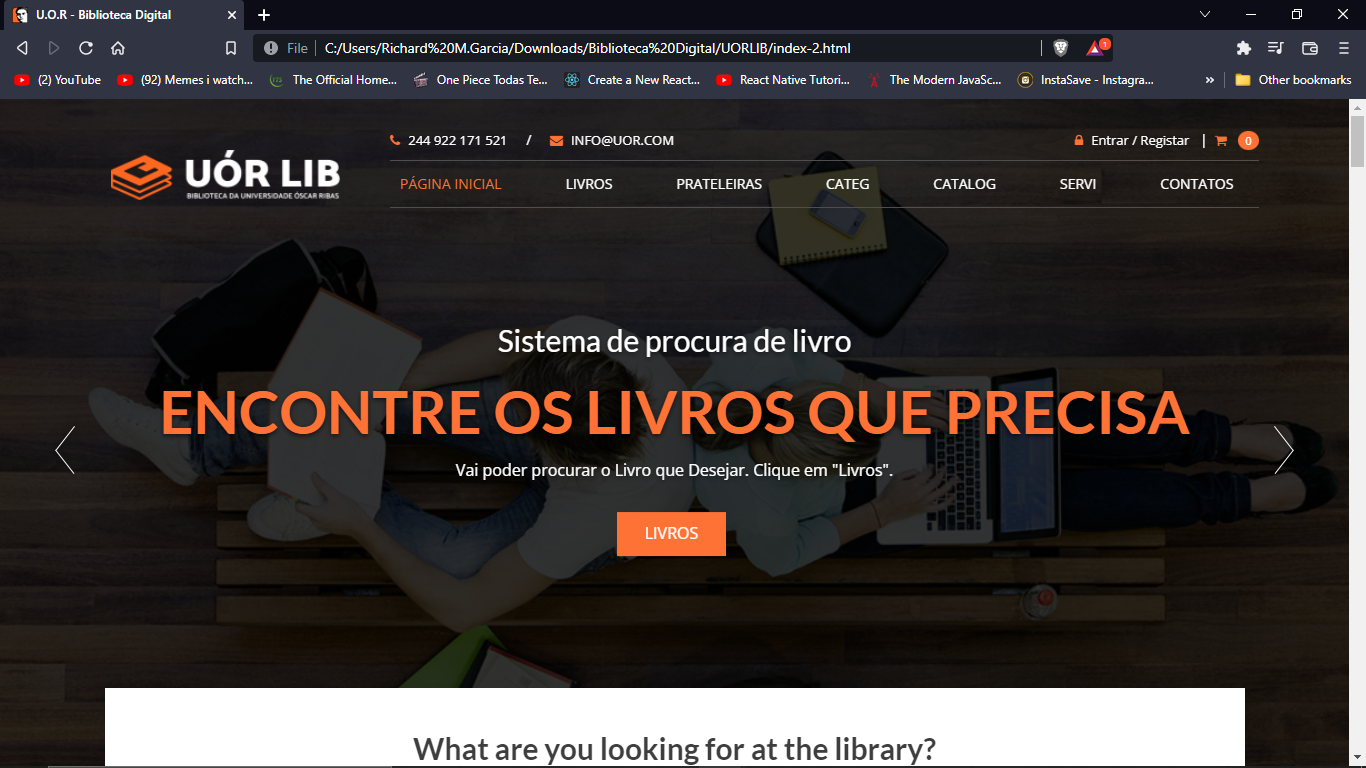 U.O.R - Biblioteca Digital
File
C:/Users/Richard%20M.Garcia/Downloads/Biblioteca%20Digital/UORLIB/index-2.html
1
(2) YouTube
(92) Memes i watch...
The Official Home...
One Piece Todas Te...
Create a New React...
React Native Tutori...
The Modern JavaSc...
InstaSave - Instagra...
»
Other bookmarks
244 922 171 521 / INFO@UOR.COM
Entrar / Registar | 0
UÓR LIB
BIBLIOTECA DA UNIVERSIDADE ÓSCAR RIBAS
PÁGINA INICIAL LIVROS PRATELEIRAS CATEG CATALOG SERVI CONTATOS
Sistema de procura de livro
ENCONTRE OS LIVROS QUE PRECISA
Vai poder procurar o Livro que Desejar. Clique em "Livros".
LIVROS
What are you looking for at the library?